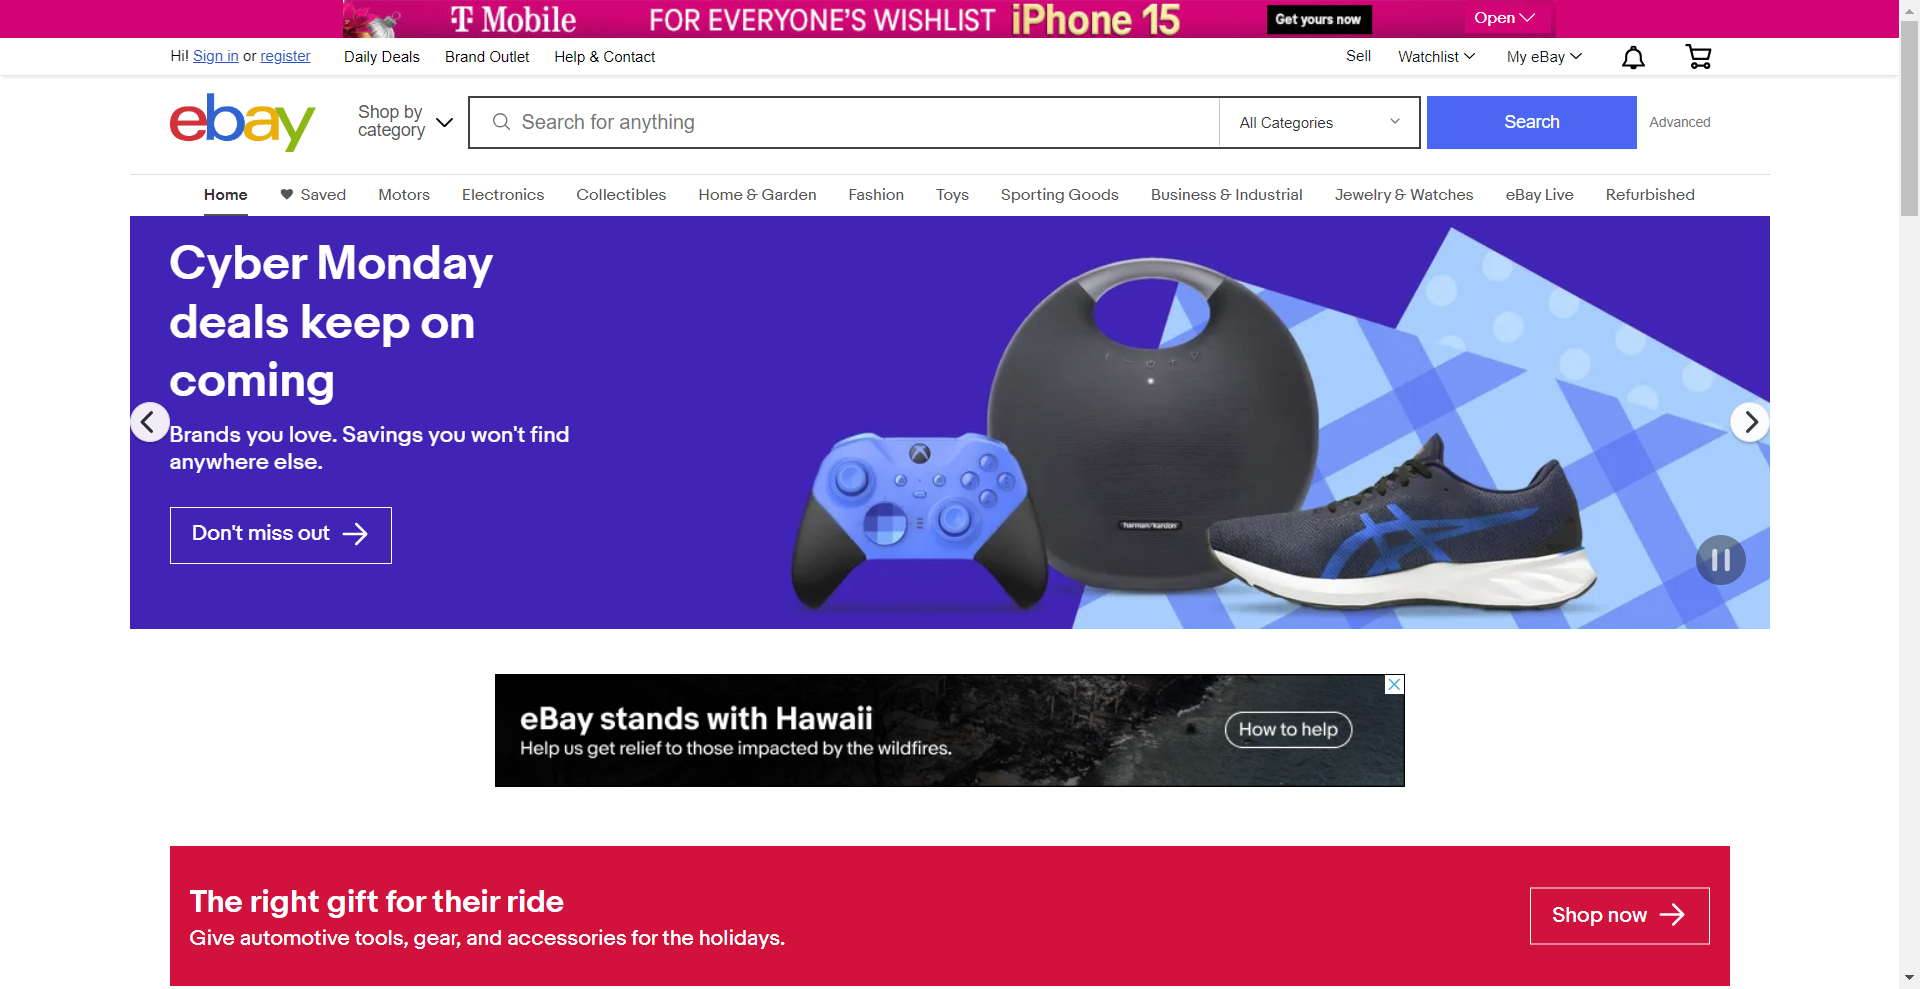 T Mobile FOR EVERYONE'S WISHLIST iPhone 15 Get yours now Open
Hi! Sign in or register Daily Deals Brand Outlet Help & Contact Sell Watchlist My eBay
ebay
Shop by
category
Search for anything All Categories Search Advanced
Home Saved Motors Electronics Collectibles Home & Garden Fashion Toys Sporting Goods Business & Industrial Jewelry & Watches eBay Live Refurbished
Cyber Monday
deals keep on
coming
Brands you love. Savings you won't find
anywhere else.
Don't miss out
harman/kardon
eBay stands with Hawaii
Help us get relief to those impacted by the wildfires.
How to help
The right gift for their ride
Give automotive tools, gear, and accessories for the holidays.
Shop now